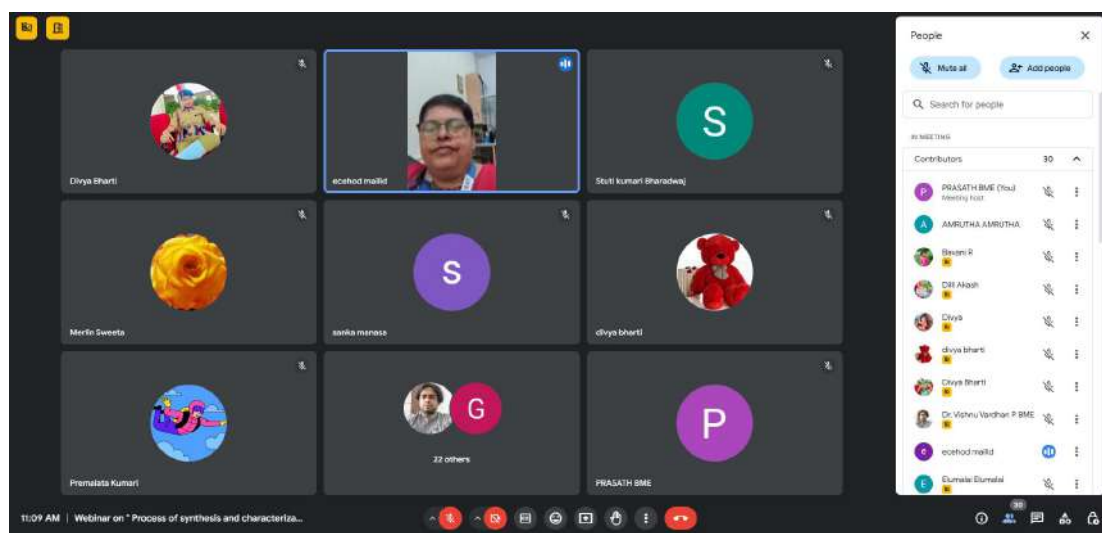 People
Mute all
Add people
Search for people
IN MEETING
Contributors 30
PRASATH BME (You)
Meeting host
AMRUTHA AMRUTHA
Bavani R
Dilli Akash
Divya
divya bharti
Divya Bharti
Dr. Vishnu Vardhan P BME
e
ecehod mailid
E
Elumalai Elumalai
P
A
Divya Bharti
ecehod mailid
S
Stuti kumari Bharadwaj
Merlin Sweeta
S
sanka manasa
divya bharti
Premalata Kumari
G
22 others
P
PRASATH BME
11:09 AM | Webinar on " Process of synthesis and characteriza...
30